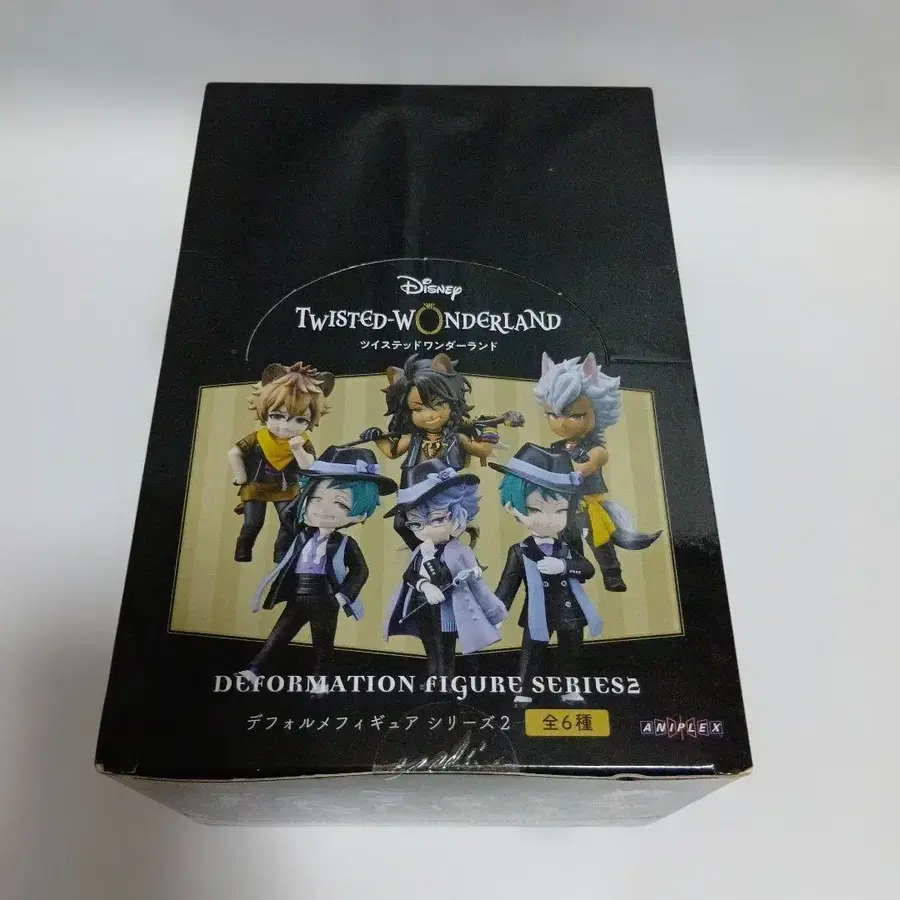 Disney
TWISTED-WONDERLAND
ツイステッドワンダーランド
DEFORMATION FIGURE SERIES2
デフォルメフィギュア シリーズ2 全6種
ANIPLEX